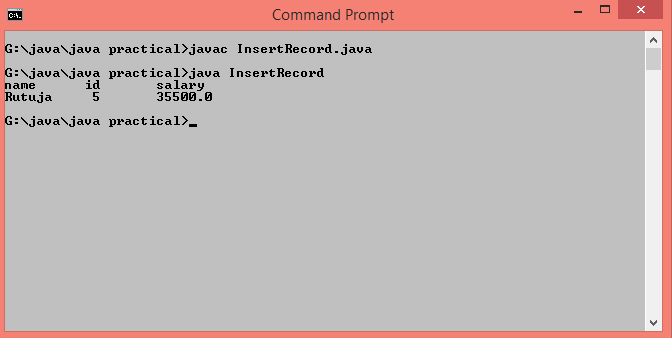 Command Prompt
G:\java\java practical>javac InsertRecord.java
G:\java\java practical>java InsertRecord
name      id       salary
Rutuja     5       35500.0
G:\java\java practical>